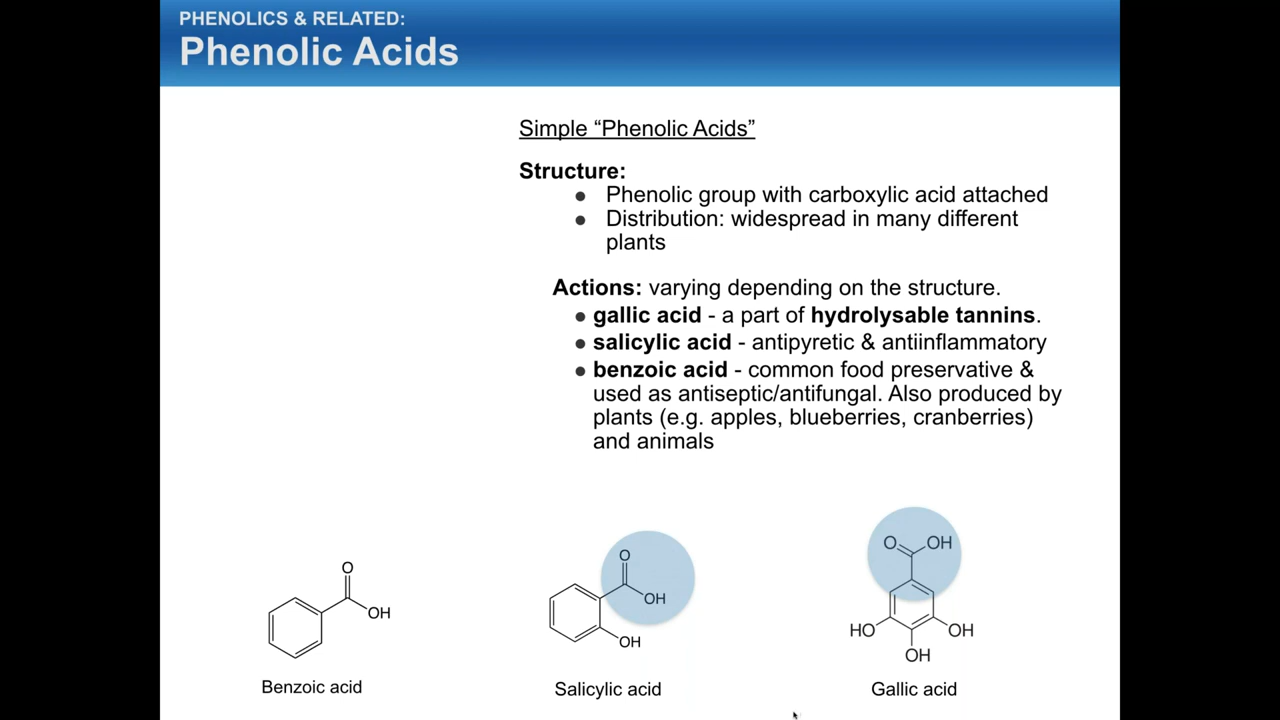 PHENOLICS & RELATED:
Phenolic Acids
Simple “Phenolic Acids”
Structure:
● Phenolic group with carboxylic acid attached
● Distribution: widespread in many different
plants
Actions: varying depending on the structure.
● gallic acid - a part of hydrolysable tannins.
● salicylic acid - antipyretic & antiinflammatory
● benzoic acid - common food preservative &
used as antiseptic/antifungal. Also produced by
plants (e.g. apples, blueberries, cranberries)
and animals
O
OH
Benzoic acid
O
OH
OH
Salicylic acid
O OH
HO OH
OH
Gallic acid